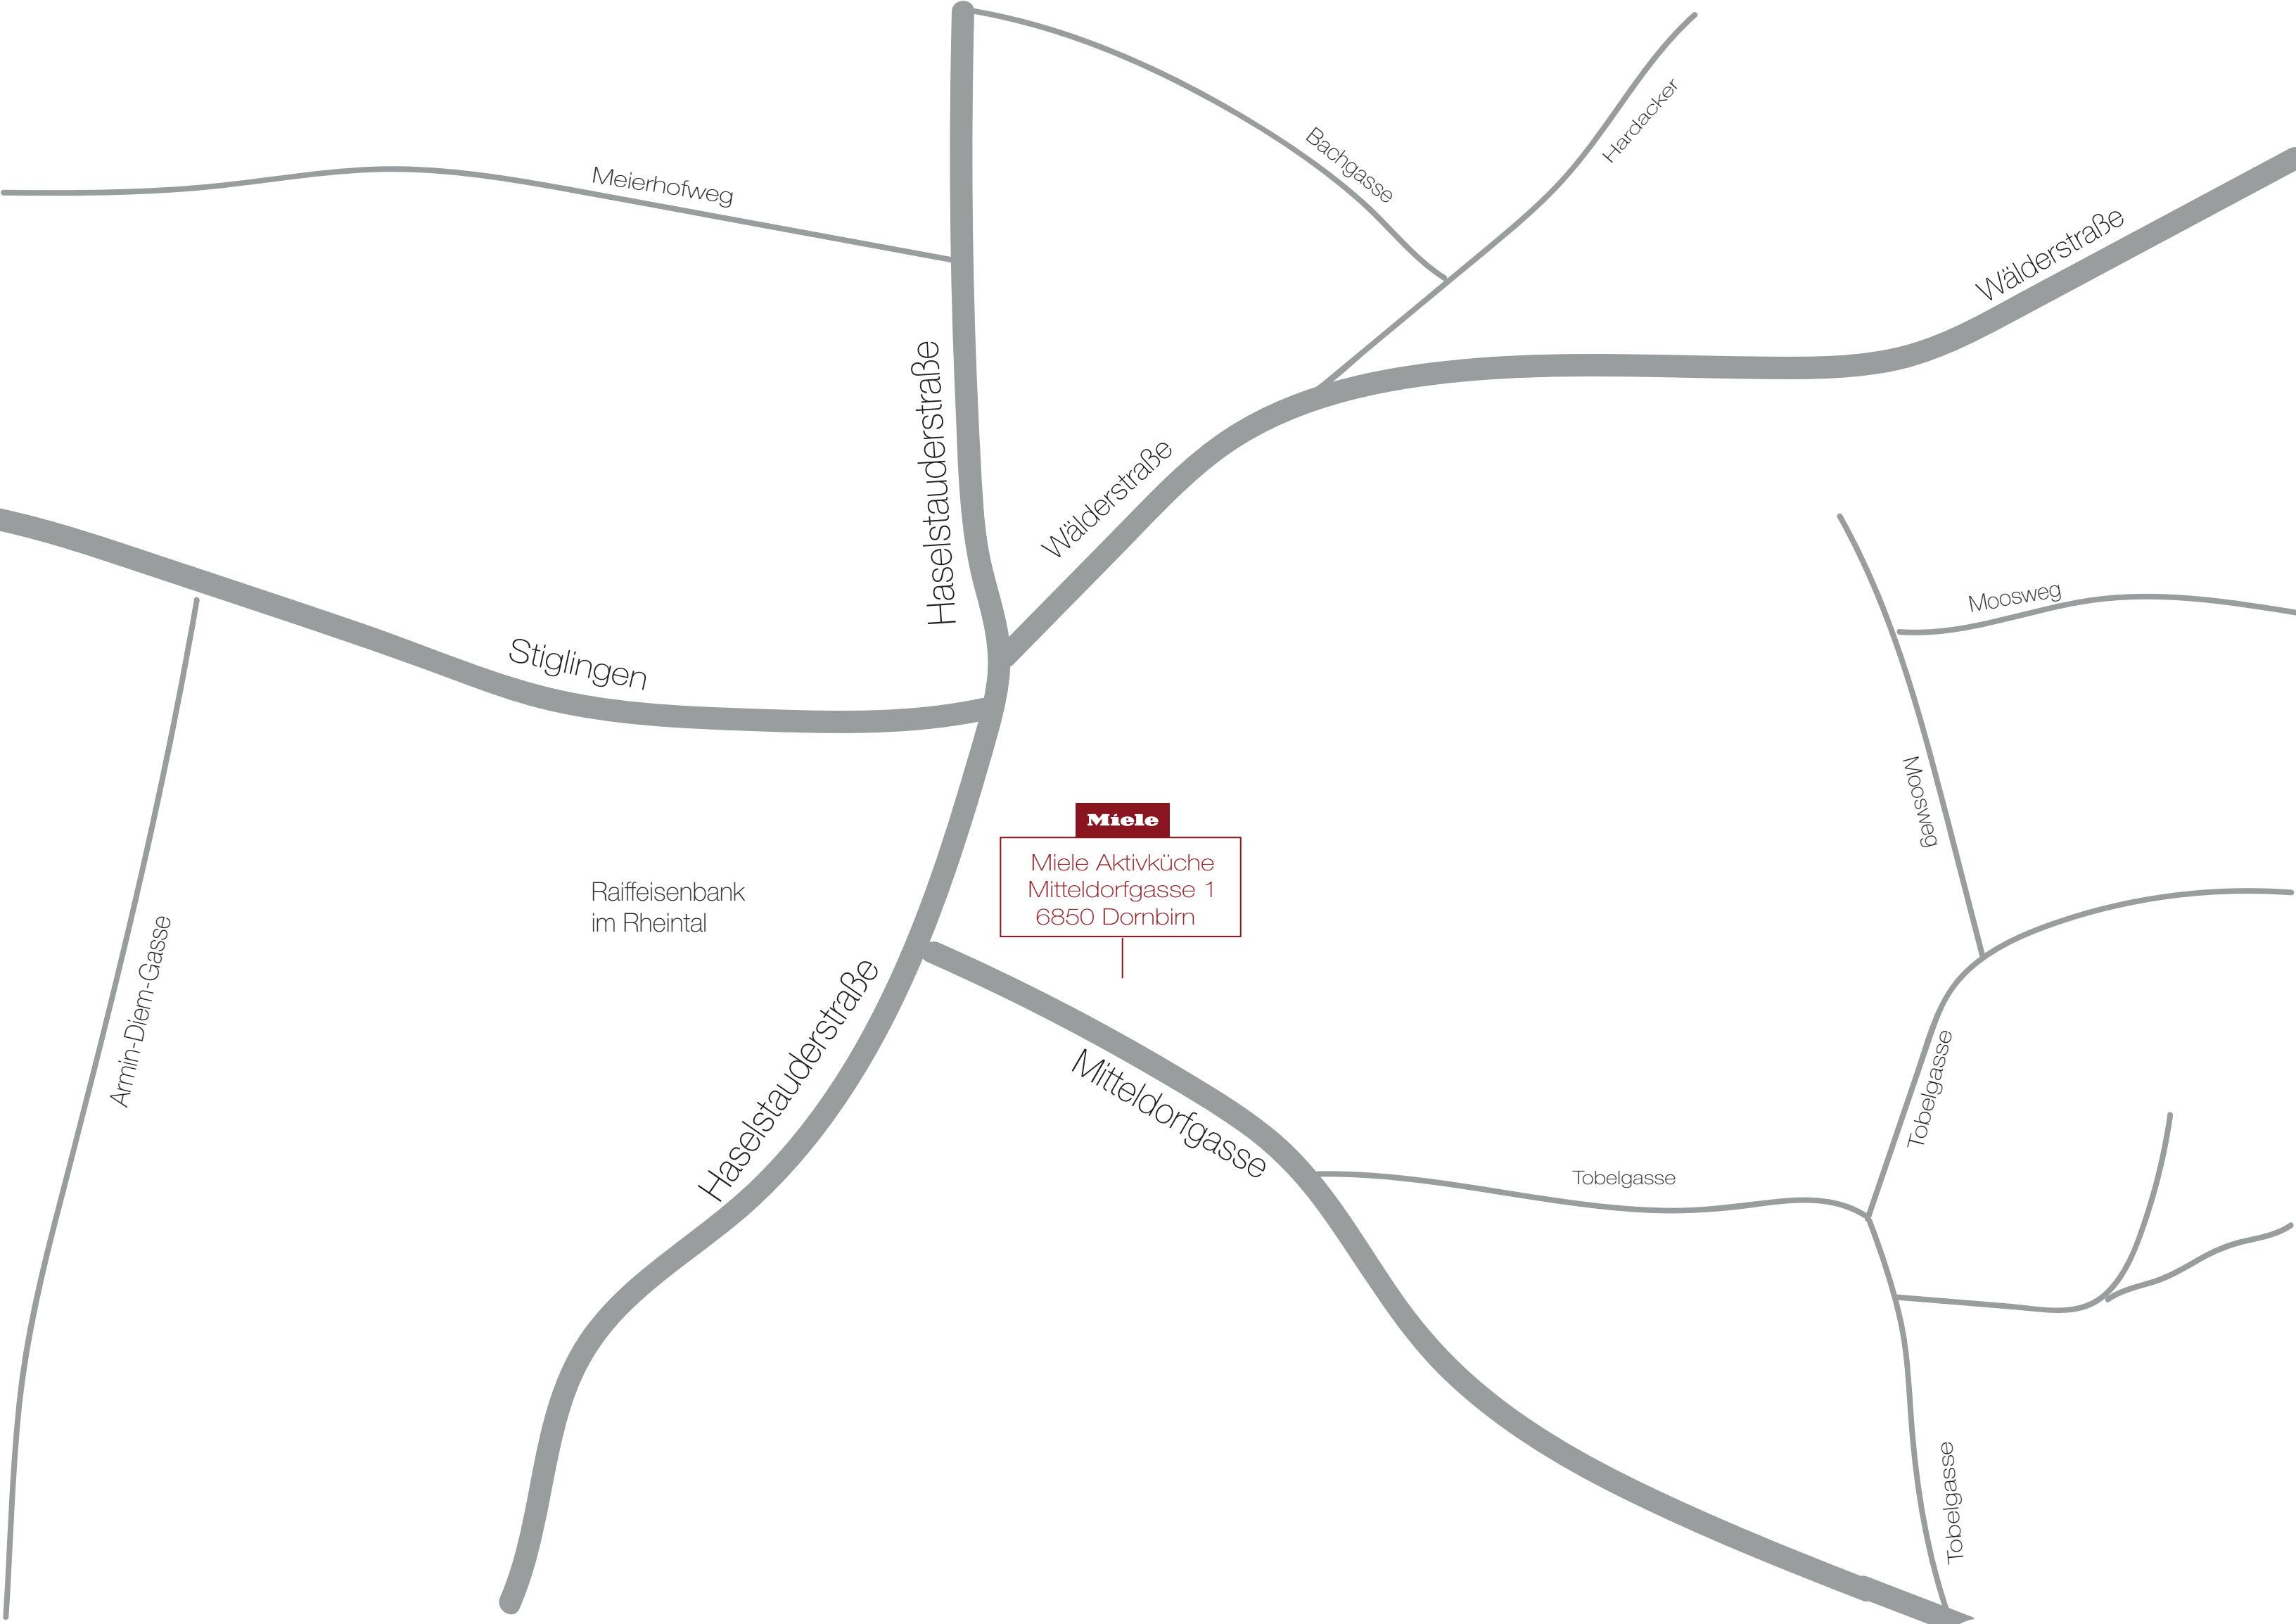 Bachgasse
Hardacker
Meierhofweg
Wälderstraße
Haselstauderstraße
Wälderstraße
Moosweg
Stiglingen
Moosweg
Miele
Miele Aktivküche
Mitteldorfgasse 1
6850 Dornbirn
Raiffeisenbank
im Rheintal
Armin-Diem-Gasse
Haselstauderstraße
Mitteldorfgasse
Tobelgasse
Tobelgasse
Tobelgasse